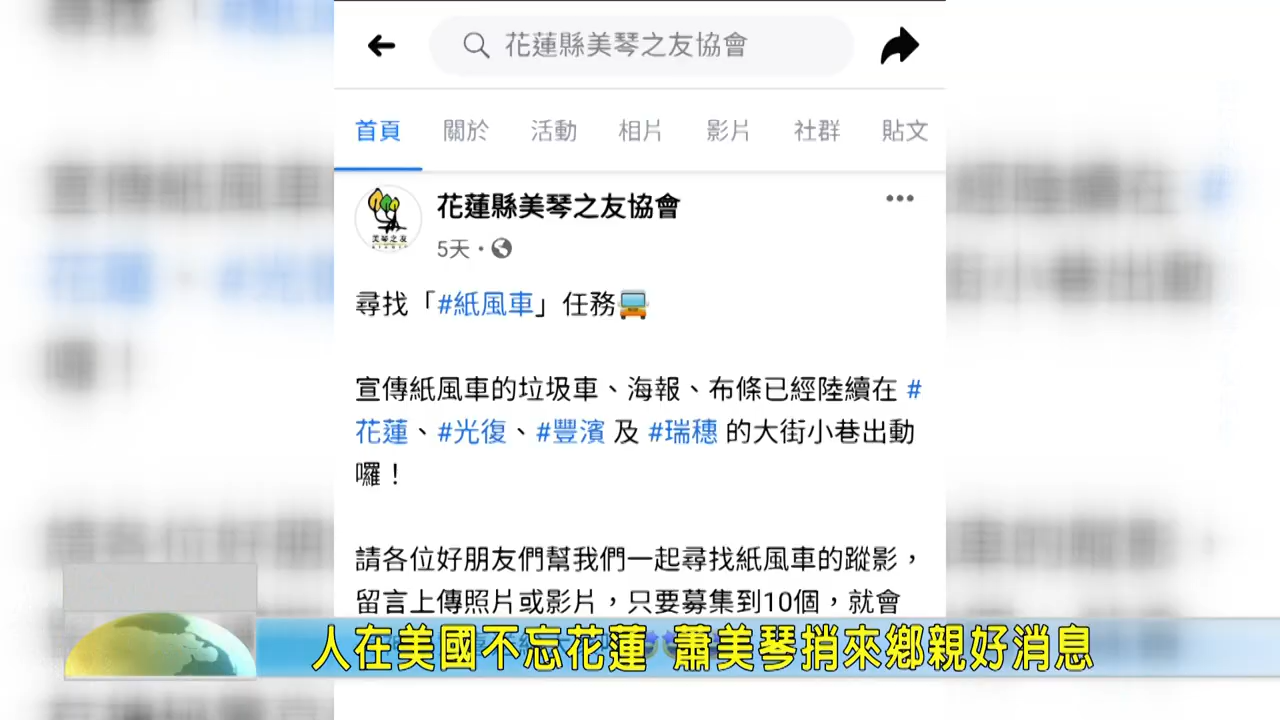 花蓮縣美琴之友協會
首頁 關於 活動 相片 影片 社群 貼文
花蓮縣美琴之友協會
美琴之友
5天
尋找「#紙風車」任務
宣傳紙風車的垃圾車、海報、布條已經陸續在 #
花蓮、#光復、#豐濱 及 #瑞穗 的大街小巷出動
囉！
請各位好朋友們幫我們一起尋找紙風車的蹤影，
留言上傳照片或影片，只要募集到10個，就會
人在美國不忘花蓮 蕭美琴捎來鄉親好消息